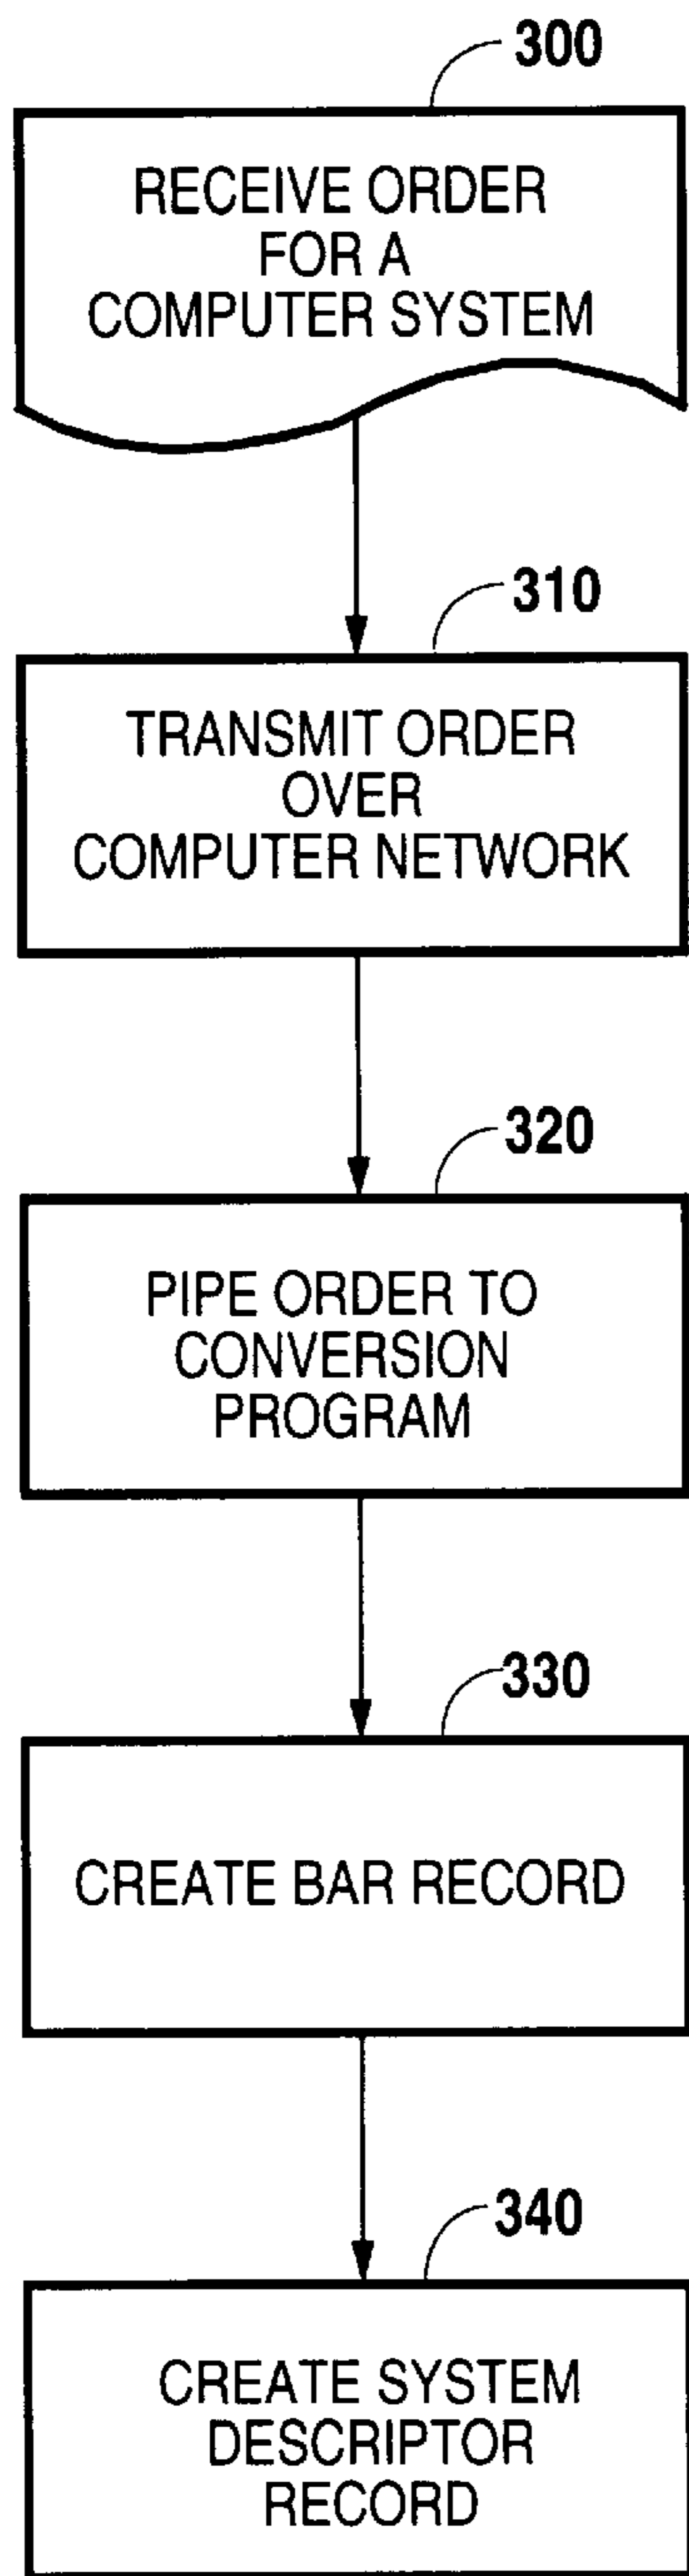 300
RECEIVE ORDER
FOR A
COMPUTER SYSTEM
310
TRANSMIT ORDER
OVER
COMPUTER NETWORK
320
PIPE ORDER TO
CONVERSION
PROGRAM
330
CREATE BAR RECORD
340
CREATE SYSTEM
DESCRIPTOR
RECORD